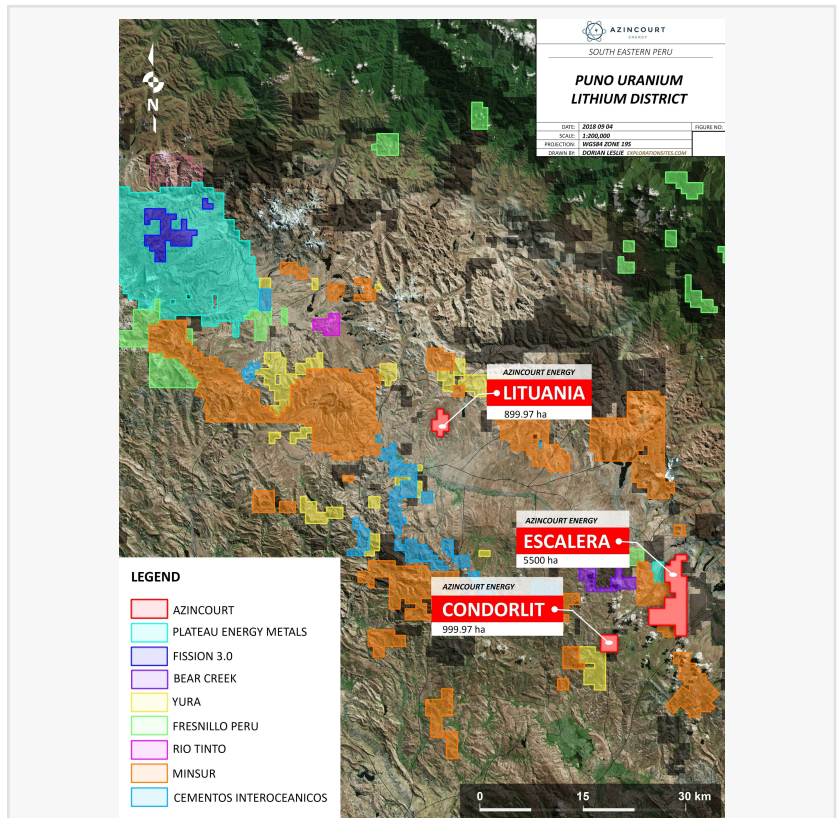 AZINCOURT
ENERGY
SOUTH EASTERN PERU
PUNO URANIUM
LITHIUM DISTRICT
DATE: 2018 09 04
FIGURE NO:
SCALE: 1:200,000
PROJECTION: WGS84 ZONE 19S
DRAWN BY: DORIAN LESLIE EXPLORATIONSITES.COM
N
AZINCOURT ENERGY
LITUANIA
899.97 ha
AZINCOURT ENERGY
ESCALERA
5500 ha
AZINCOURT ENERGY
CONDORLIT
999.97 ha
LEGEND
AZINCOURT
PLATEAU ENERGY METALS
FISSION 3.0
BEAR CREEK
YURA
FRESNILLO PERU
RIO TINTO
MINSUR
CEMENTOS INTEROCEANICOS
0 15 30 km